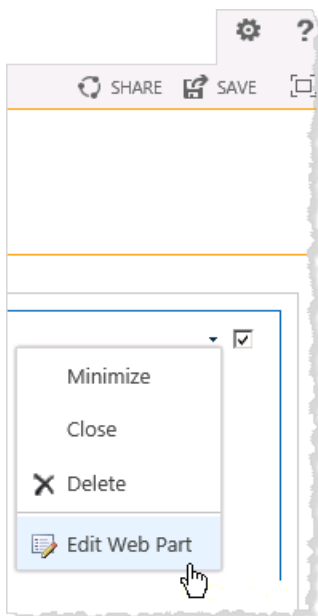 ?
SHARE SAVE
Minimize
Close
Delete
Edit Web Part